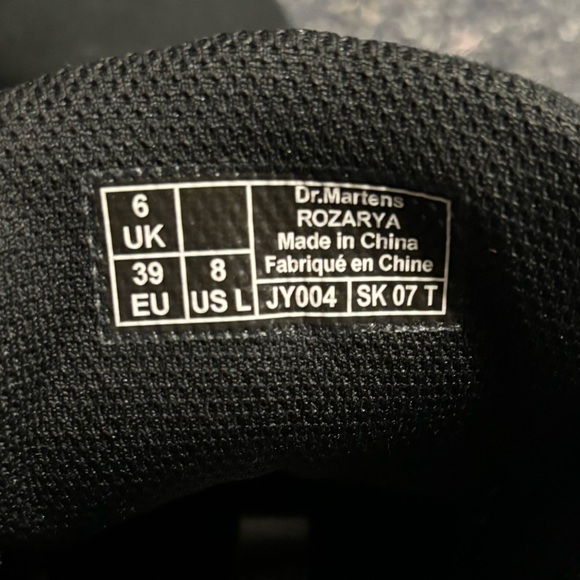 6
UK
39
EU
8
US L
Dr.Martens
ROZARYA
Made in China
Fabriqué en Chine
JY004
SK 07 T